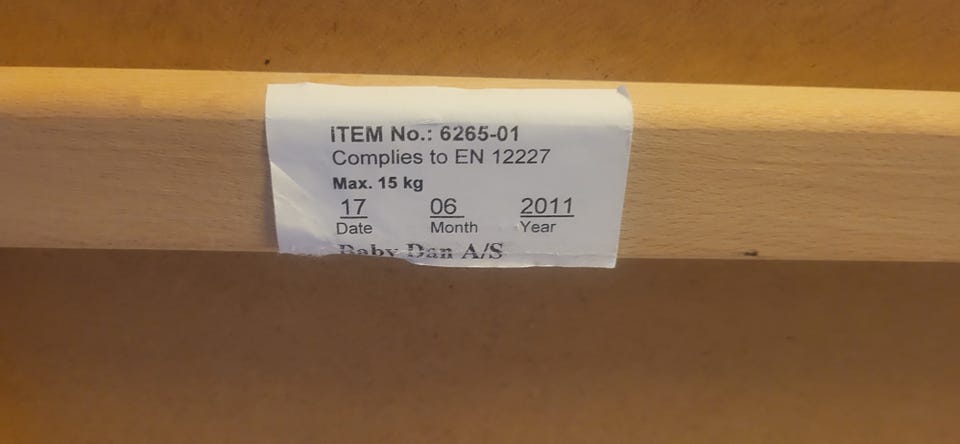 ITEM No.: 6265-01
Complies to EN 12227
Max. 15 kg
17 06 2011
Date Month Year
Baby Dan A/S